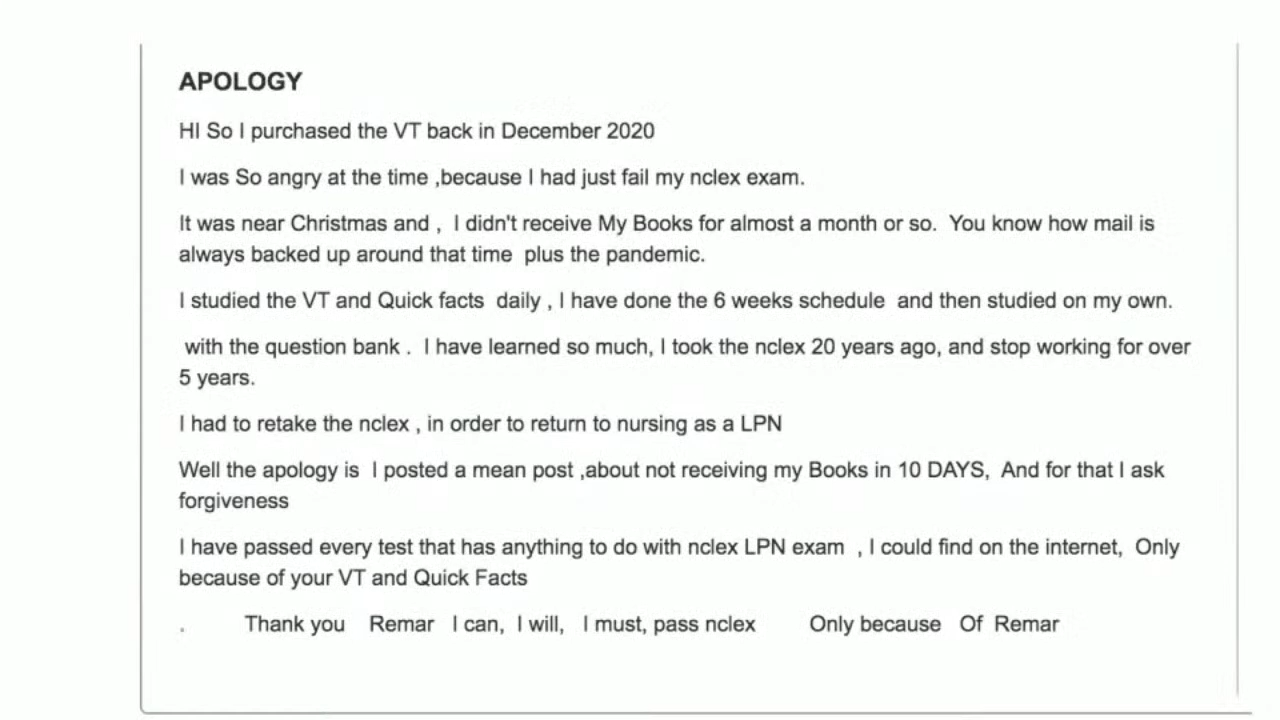 APOLOGY
HI So I purchased the VT back in December 2020
I was So angry at the time ,because I had just fail my nclex exam.
It was near Christmas and ,  I didn't receive My Books for almost a month or so.  You know how mail is
always backed up around that time  plus the pandemic.
I studied the VT and Quick facts  daily , I have done the 6 weeks schedule  and then studied on my own.
with the question bank .  I have learned so much, I took the nclex 20 years ago, and stop working for over
5 years.
I had to retake the nclex , in order to return to nursing as a LPN
Well the apology is  I posted a mean post ,about not receiving my Books in 10 DAYS,  And for that I ask
forgiveness
I have passed every test that has anything to do with nclex LPN exam  , I could find on the internet,  Only
because of your VT and Quick Facts
.        Thank you    Remar   I can,  I will,   I must, pass nclex        Only because   Of  Remar